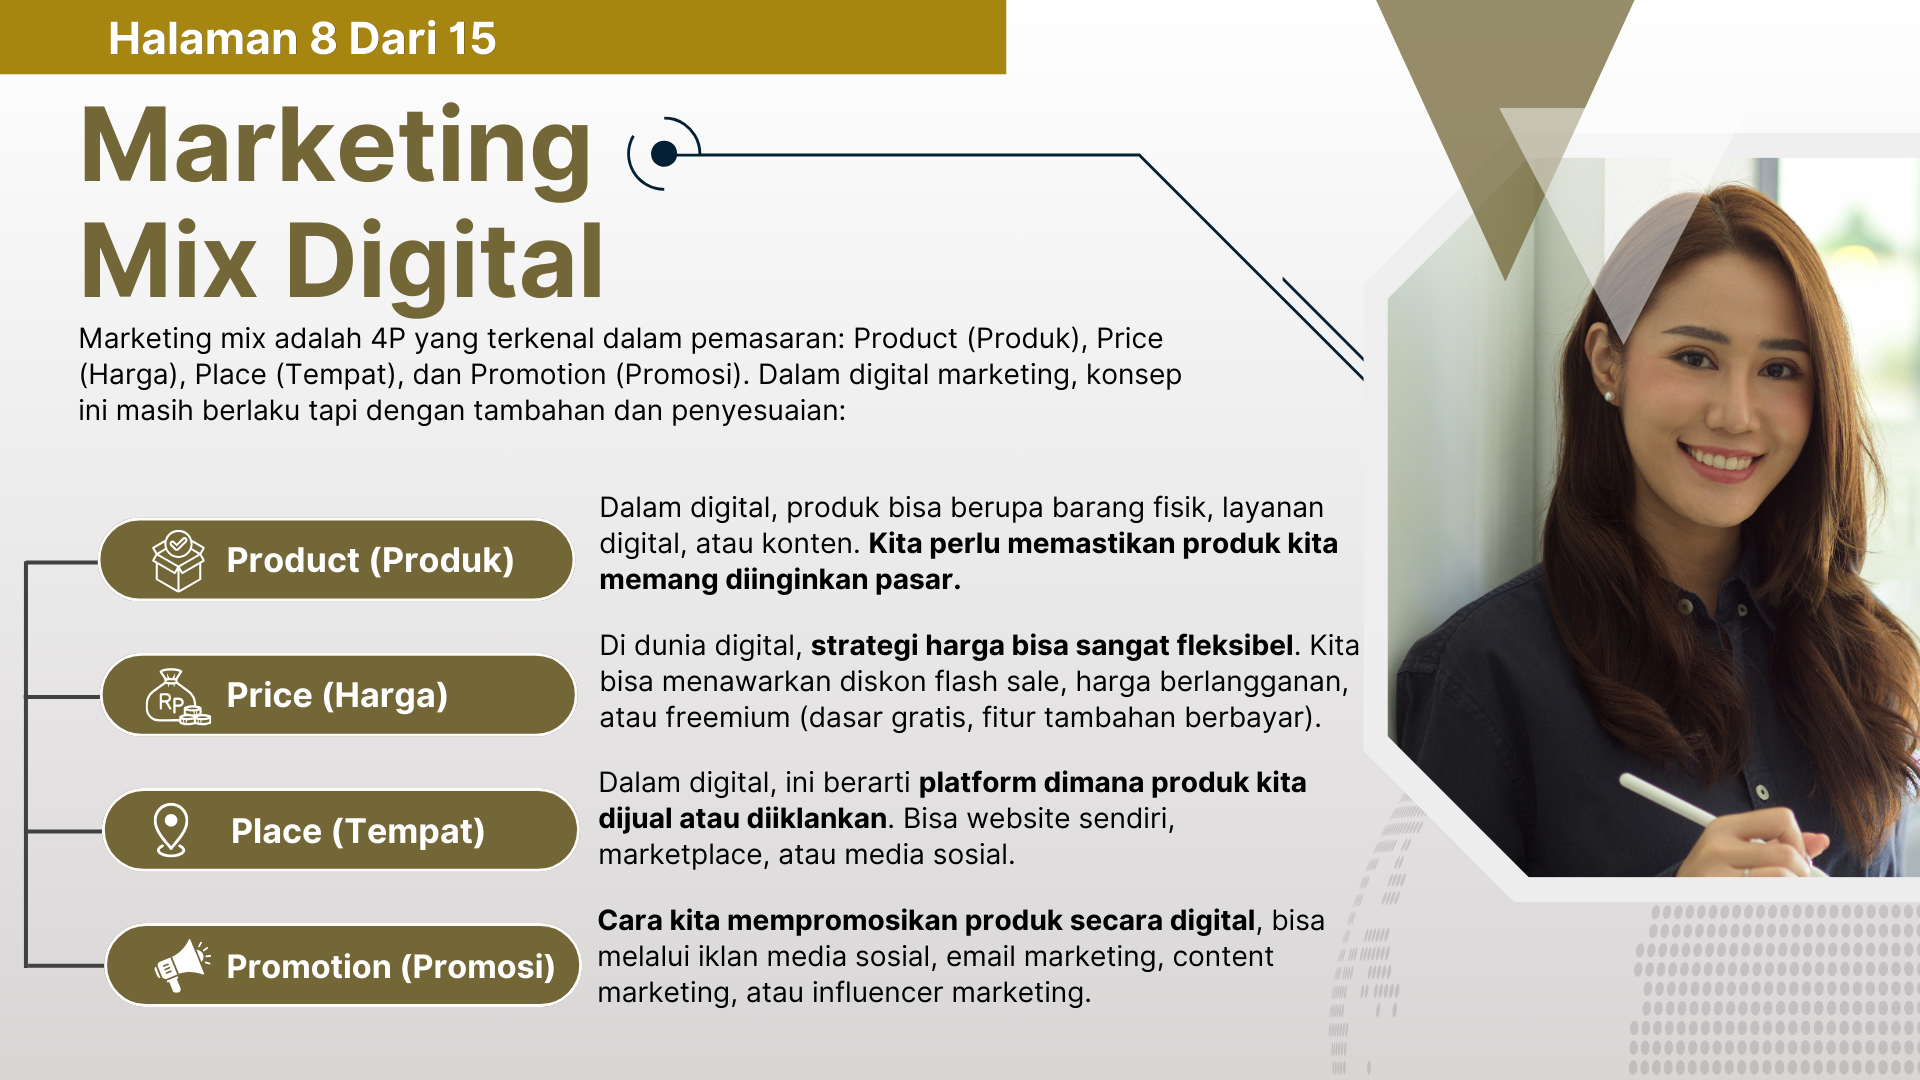 Halaman 8 Dari 15
Marketing
Mix Digital
Marketing mix adalah 4P yang terkenal dalam pemasaran: Product (Produk), Price
(Harga), Place (Tempat), dan Promotion (Promosi). Dalam digital marketing, konsep
ini masih berlaku tapi dengan tambahan dan penyesuaian:
Product (Produk)
Dalam digital, produk bisa berupa barang fisik, layanan
digital, atau konten. Kita perlu memastikan produk kita
memang diinginkan pasar.
Rp
Price (Harga)
Di dunia digital, strategi harga bisa sangat fleksibel. Kita
bisa menawarkan diskon flash sale, harga berlangganan,
atau freemium (dasar gratis, fitur tambahan berbayar).
Place (Tempat)
Dalam digital, ini berarti platform dimana produk kita
dijual atau diiklankan. Bisa website sendiri,
marketplace, atau media sosial.
Promotion (Promosi)
Cara kita mempromosikan produk secara digital, bisa
melalui iklan media sosial, email marketing, content
marketing, atau influencer marketing.